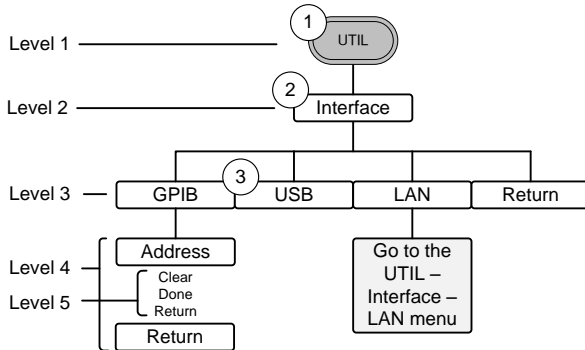 1
Level 1
UTIL
2
Level 2
Interface
3
Level 3
GPIB
USB
LAN
Return
Level 4
Level 5
Address
Clear
Done
Return
Return
Go to the
UTIL –
Interface –
LAN menu